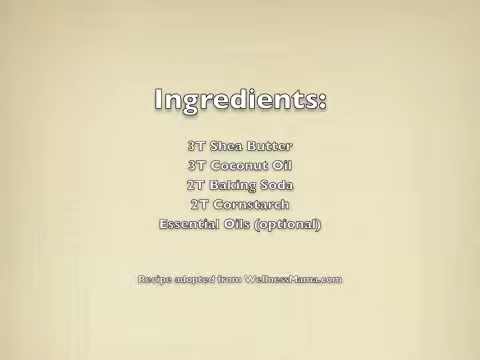 Ingredients:
3T Shea Butter
3T Coconut Oil
2T Baking Soda
2T Cornstarch
Essential Oils (optional)
Recipe adopted from WellnessMama.com